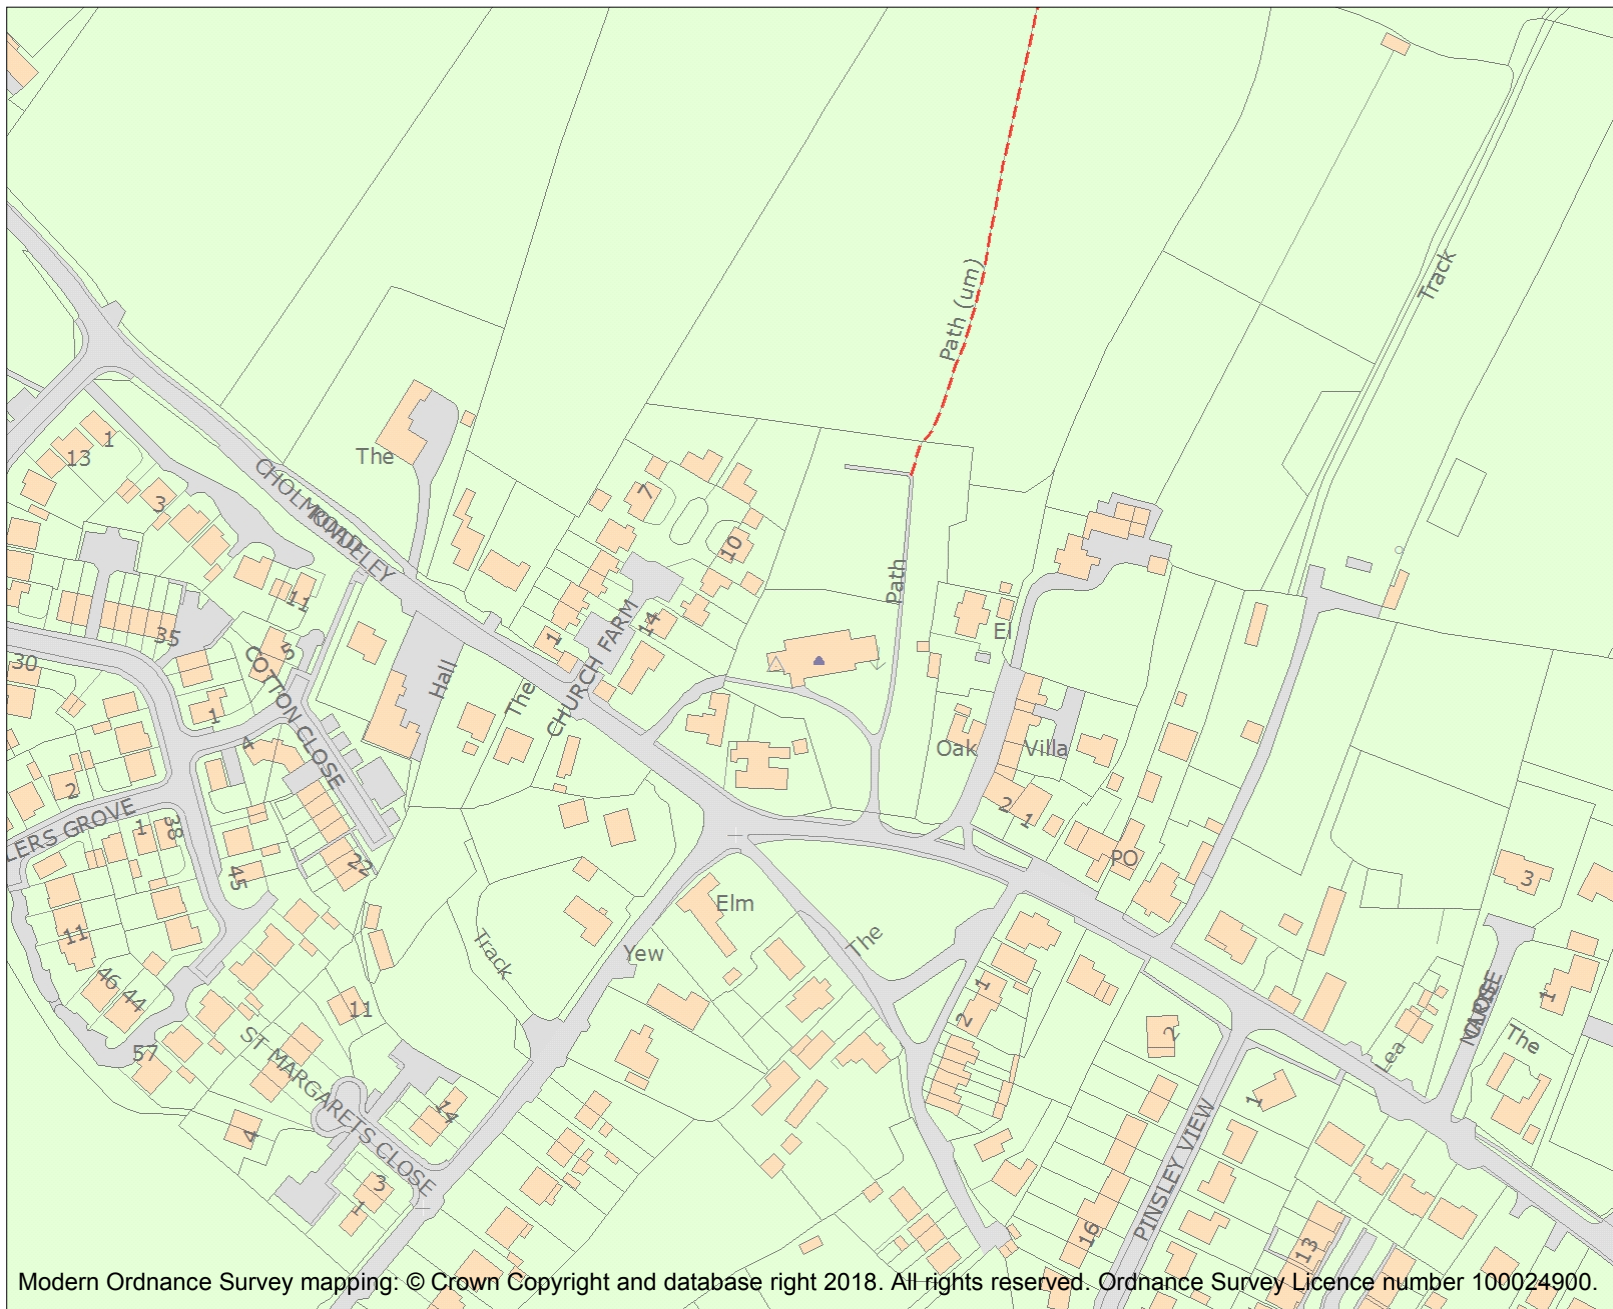 Path (um)
Track
1
The
13
CHOLMONDELEY
ROAD
7
3
10
Path
11
14
1
El
35
5
CHURCH FARM
30
Hall
COTTON CLOSE
The
1
4
Oak
Villa
2
2
1
LERS GROVE
1
38
PO
22
45
3
Elm
11
The
Yew
Track
46
44
1
1
11
2
CLOSE
The
57
2
Lea
ST MARGARETS CLOSE
1
14
4
PINSLEY VIEW
3
1
16
13
Modern Ordnance Survey mapping: © Crown Copyright and database right 2018. All rights reserved. Ordnance Survey Licence number 100024900.